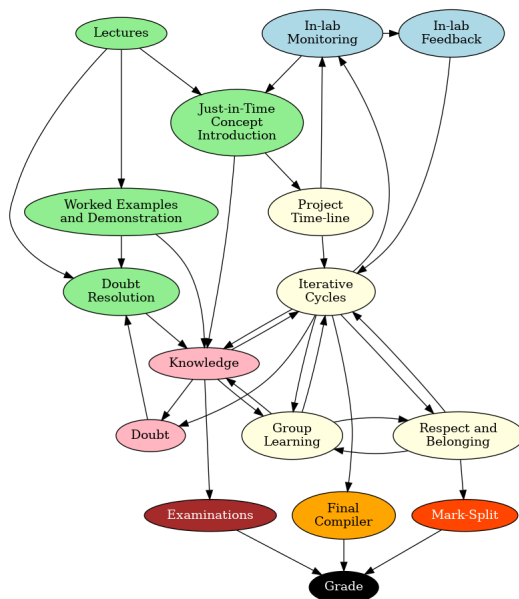 Lectures
In-lab
Monitoring
In-lab
Feedback
Just-in-Time
Concept
Introduction
Worked Examples
and Demonstration
Project
Time-line
Doubt
Resolution
Iterative
Cycles
Knowledge
Doubt
Group
Learning
Respect and
Belonging
Examinations
Final
Compiler
Mark-Split
Grade